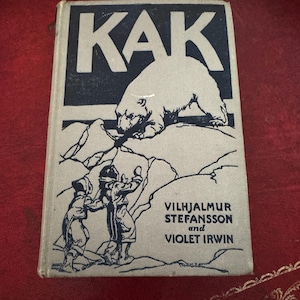 KAK
VILHJALMUR
STEFANSSON
and
VIOLET IRWIN